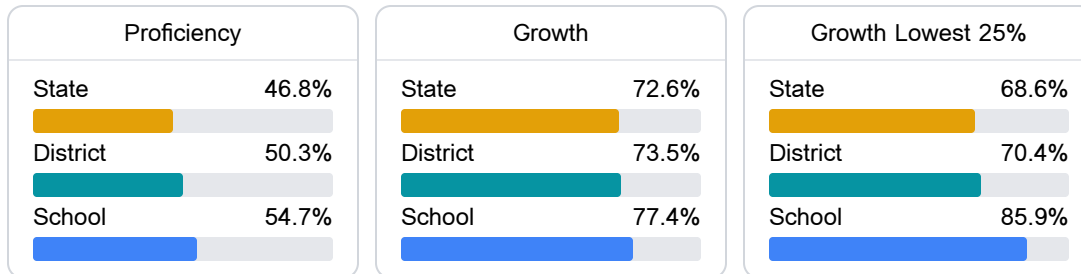 Proficiency
State 46.8%
District 50.3%
School 54.7%
Growth
State 72.6%
District 73.5%
School 77.4%
Growth Lowest 25%
State 68.6%
District 70.4%
School 85.9%